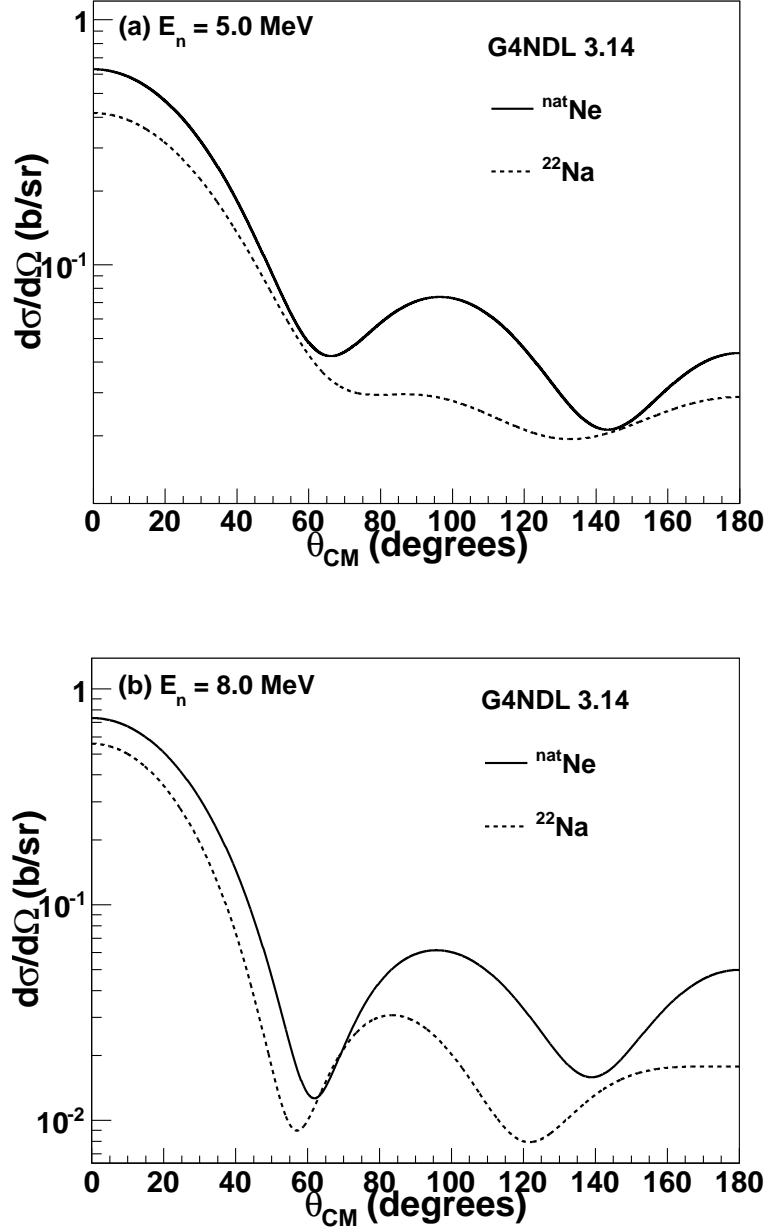 (a) E_n = 5.0 MeV
G4NDL 3.14
^natNe
^22Na
1
10^-1
dσ/dΩ (b/sr)
0 20 40 60 80 100 120 140 160 180
θ_CM (degrees)
(b) E_n = 8.0 MeV
G4NDL 3.14
^natNe
^22Na
1
10^-1
10^-2
dσ/dΩ (b/sr)
0 20 40 60 80 100 120 140 160 180
θ_CM (degrees)